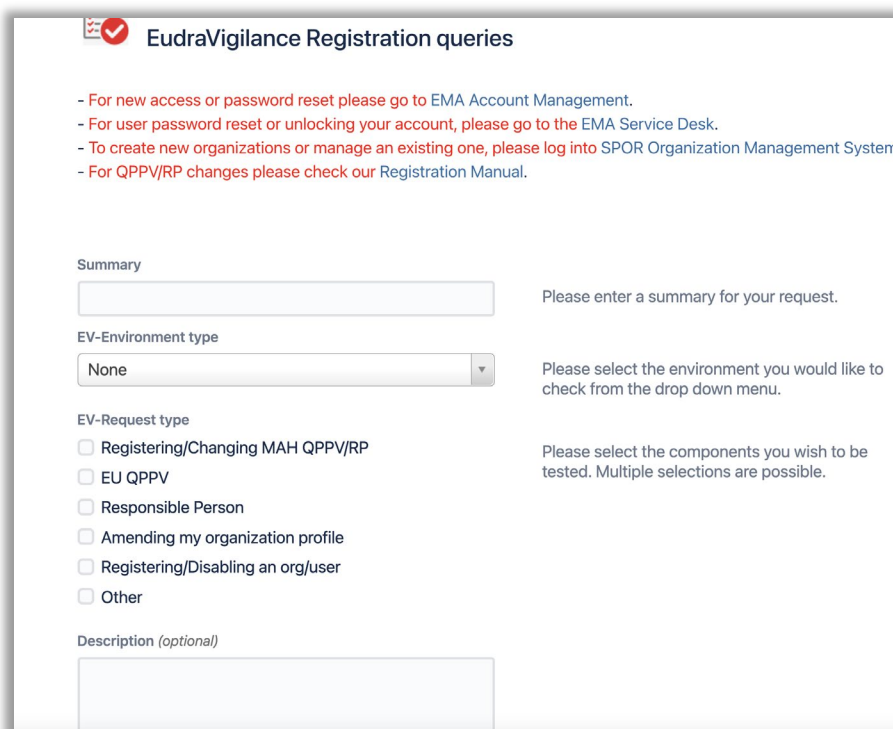 EudraVigilance Registration queries
- For new access or password reset please go to EMA Account Management.
- For user password reset or unlocking your account, please go to the EMA Service Desk.
- To create new organizations or manage an existing one, please log into SPOR Organization Management System
- For QPPV/RP changes please check our Registration Manual.
Summary
Please enter a summary for your request.
EV-Environment type
None
Please select the environment you would like to
check from the drop down menu.
EV-Request type
Registering/Changing MAH QPPV/RP
EU QPPV
Responsible Person
Amending my organization profile
Registering/Disabling an org/user
Other
Please select the components you wish to be
tested. Multiple selections are possible.
Description (optional)